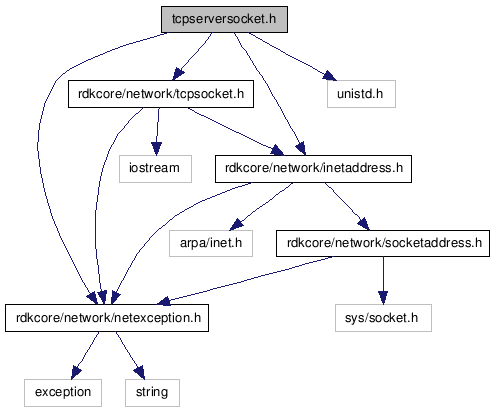 tcpserversocket.h
rdkcore/network/tcpsocket.h
unistd.h
iostream
rdkcore/network/inetaddress.h
arpa/inet.h
rdkcore/network/socketaddress.h
rdkcore/network/netexception.h
sys/socket.h
exception
string